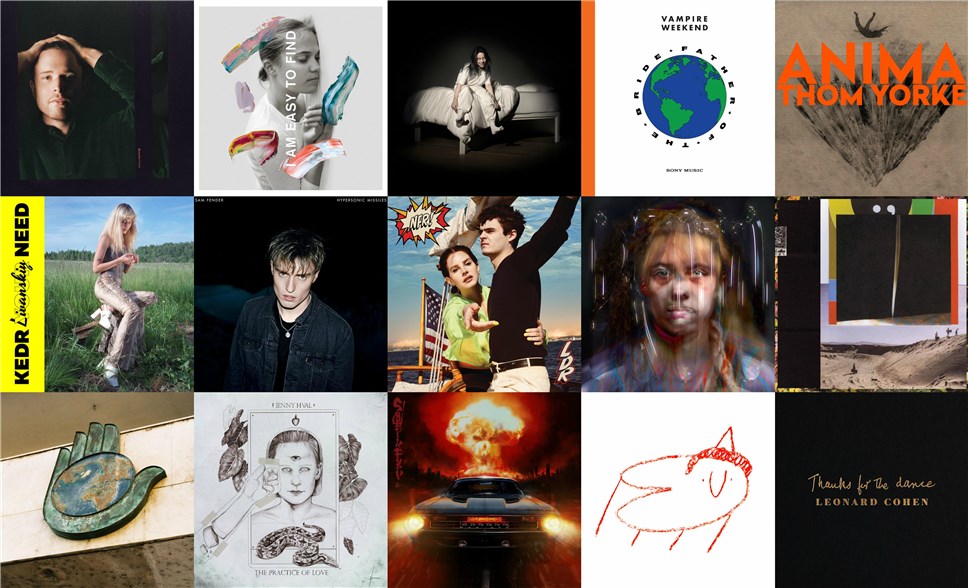 I AM EASY TO FIND
VAMPIRE
WEEKEND
FATHER·OF·THE·BRIDE·
SONY MUSIC
ANIMA
THOM YORKE
KEDR Livanskiy NEED
SAM FENDER
HYPERSONIC MISSILES
NFR!
LDR
JENNY HVAL
THE PRACTICE OF LOVE
Thanks for the dance
LEONARD COHEN